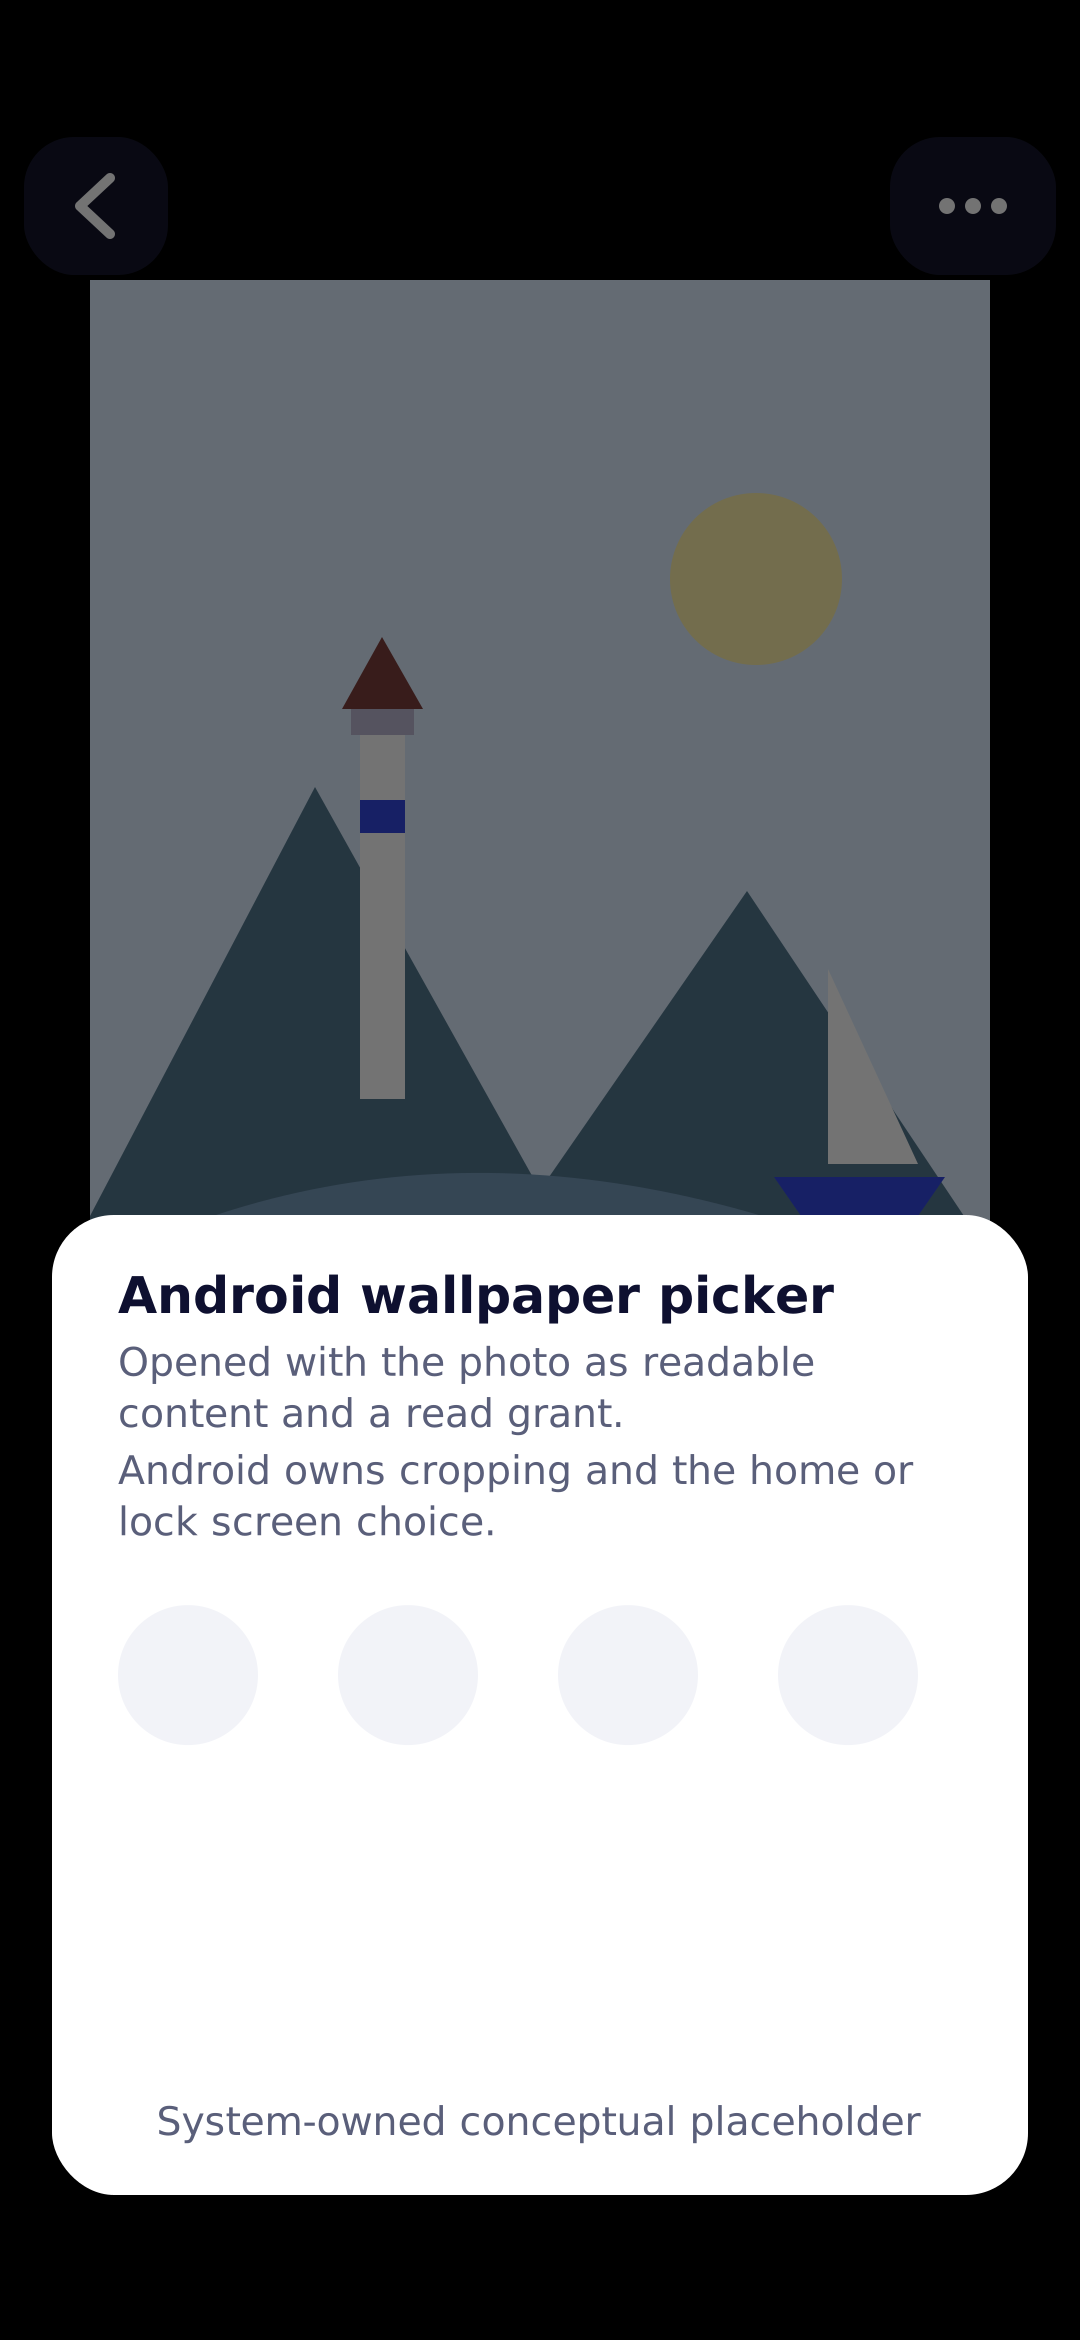 Android wallpaper picker
Opened with the photo as readable
content and a read grant.
Android owns cropping and the home or
lock screen choice.
System-owned conceptual placeholder